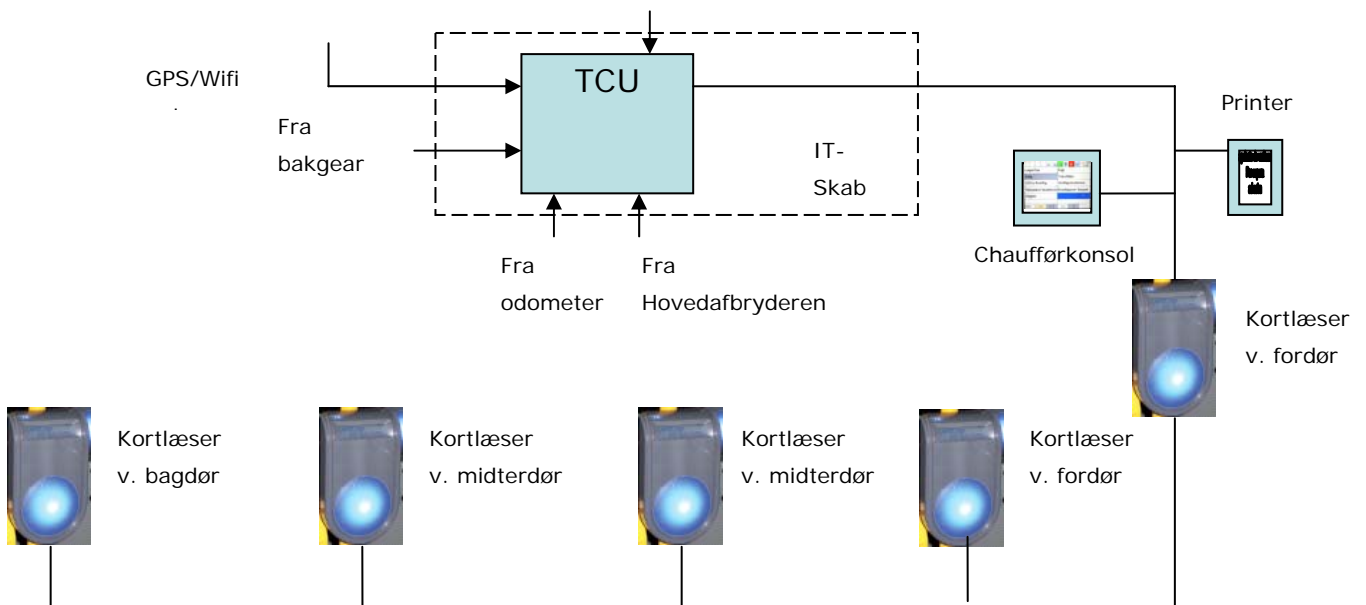 TCU
GPS/Wifi
Printer
Fra
bakgear
IT-
Skab
Chaufførkonsol
Fra
odometer
Fra
Hovedafbryderen
Kortlæser
v. fordør
Kortlæser
v. bagdør
Kortlæser
v. midterdør
Kortlæser
v. midterdør
Kortlæser
v. fordør